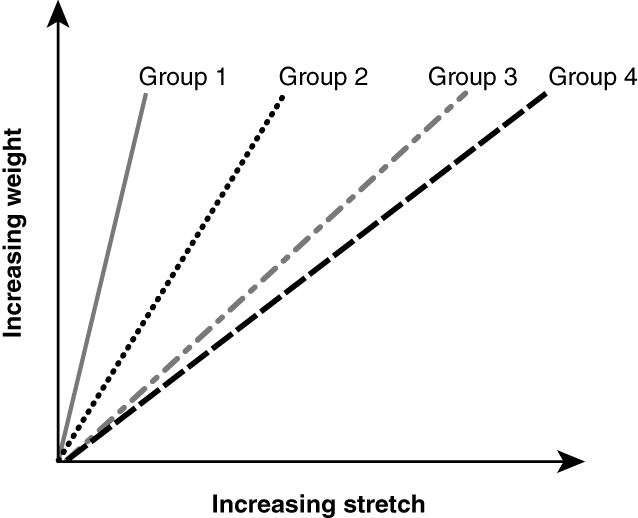 Group 1
Group 2
Group 3
Group 4
Increasing weight
Increasing stretch